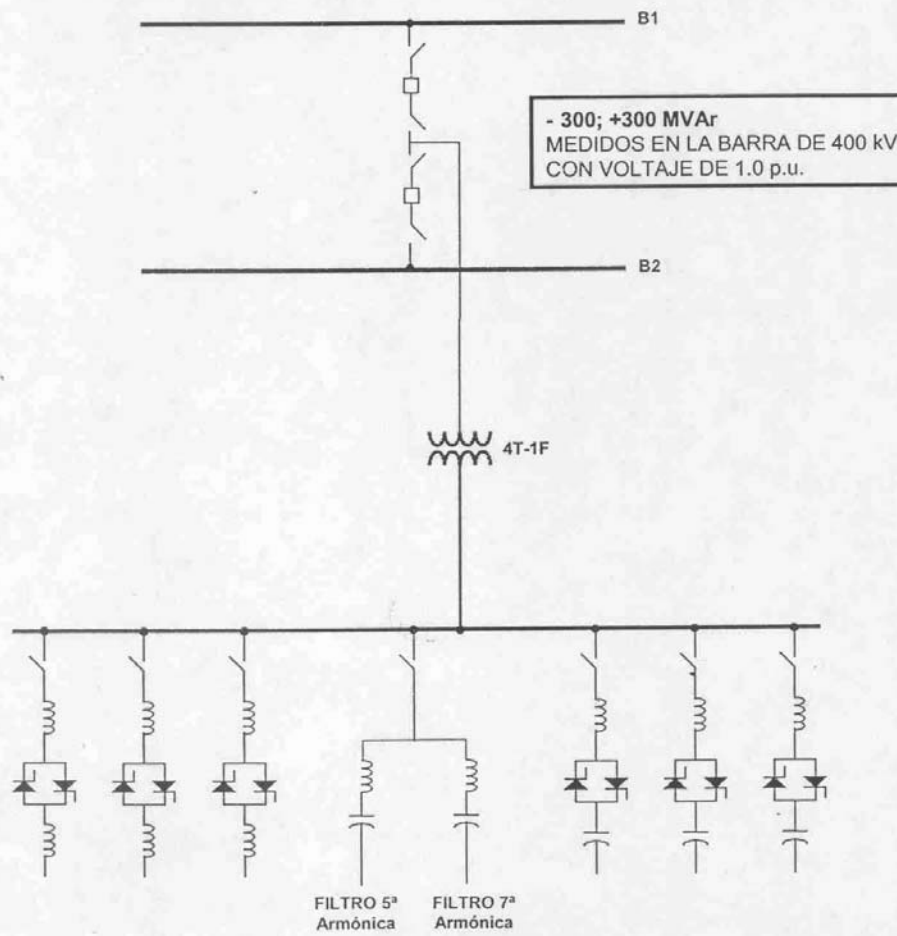 B1
- 300; +300 MVAr
MEDIDOS EN LA BARRA DE 400 kV
CON VOLTAJE DE 1.0 p.u.
B2
4T-1F
FILTRO 5ª
Armónica
FILTRO 7ª
Armónica